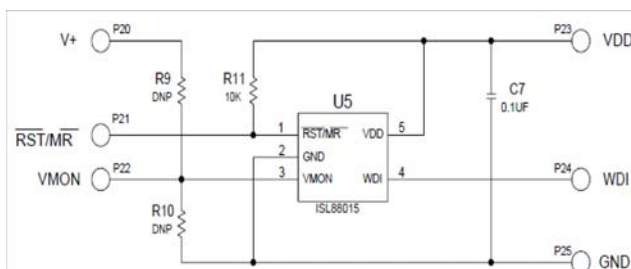 V+
P20
P23
VDD
R9
DNP
R11
10K
U5
C7
0.1UF
RST/MR
P21
1
RST/MR
VDD
5
2
GND
VMON
P22
3
VMON
WDI
4
P24
WDI
ISL88015
R10
DNP
P25
GND